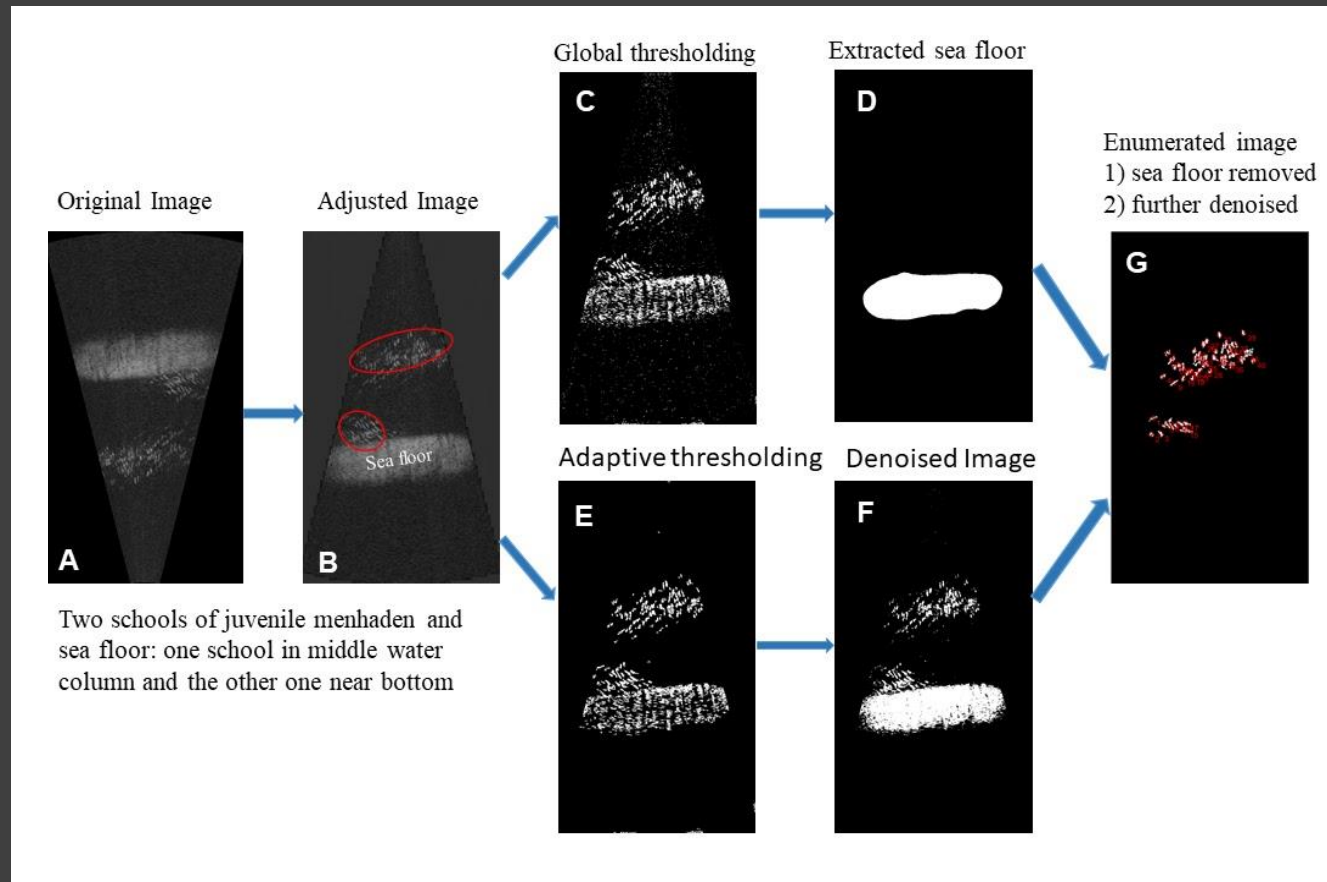 Original Image
A
Two schools of juvenile menhaden and
sea floor: one school in middle water
column and the other one near bottom
Adjusted Image
Sea floor
B
Global thresholding
C
Extracted sea floor
D
Adaptive thresholding
E
Denoised Image
F
Enumerated image
1) sea floor removed
2) further denoised
G